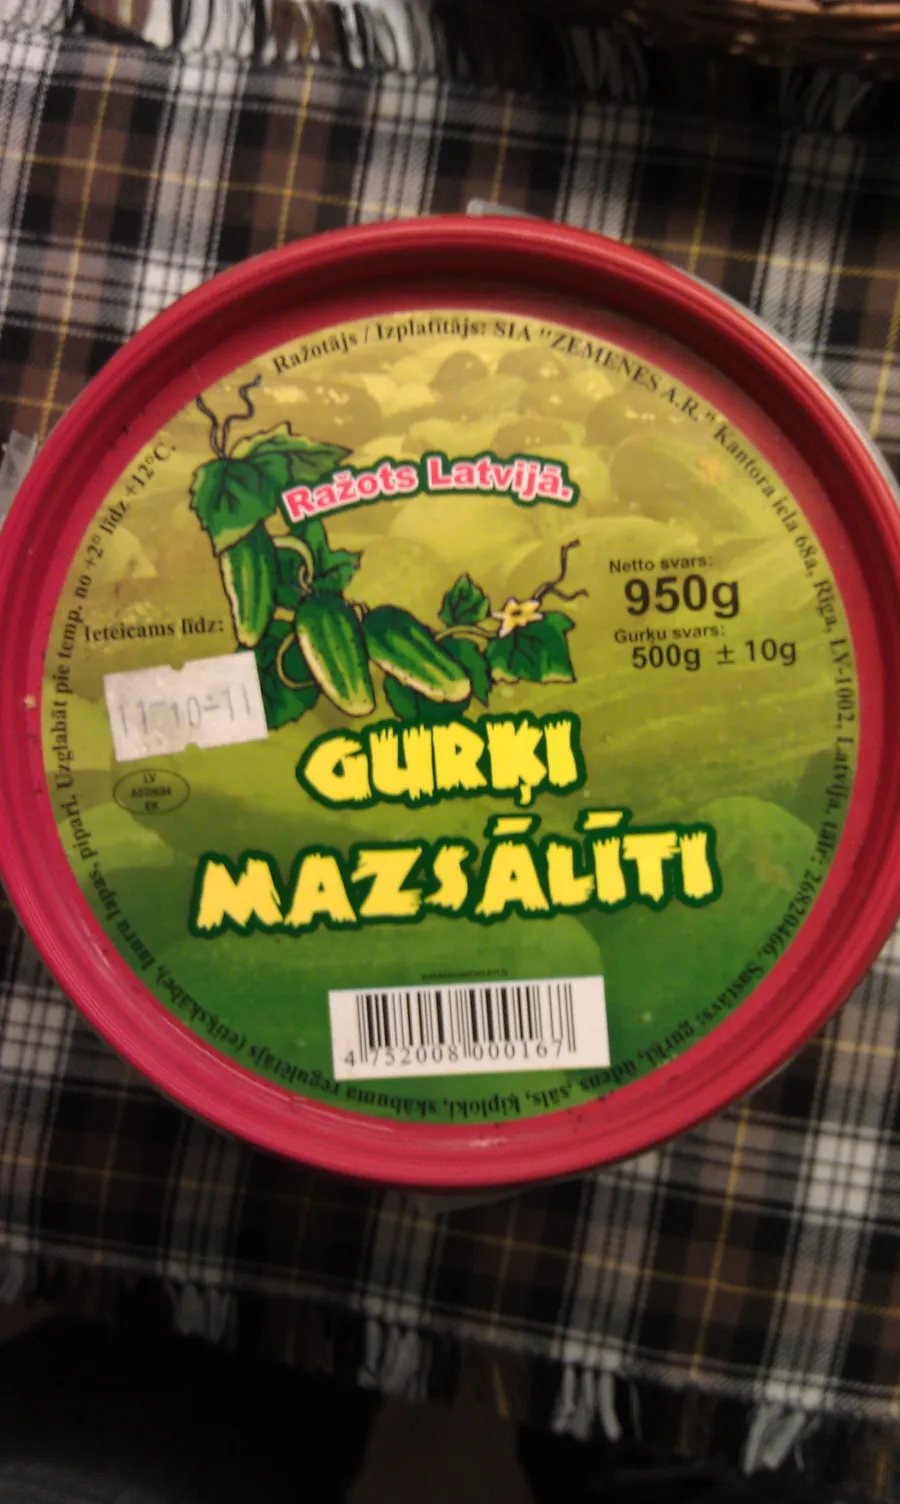 Ražotājs / Izplatītājs: SIA "ZEMENES A.R." Kantora iela 68a, Rīga, LV-1002, Latvija, tālr: 26820466. Sastāvs: gurķi, ūdens, sāls, ķiploki, skābuma regulētājs (etiķskābe), lauru lapas, pipari. Uzglabāt pie temp. no +2° līdz +12°C.
Ražots Latvijā.
Netto svars:
950g
Gurķu svars:
500g ± 10g
Ieteicams līdz:
11-10-11
LV
EK
GURĶI
MAZSĀLĪTI
4 752008 000167